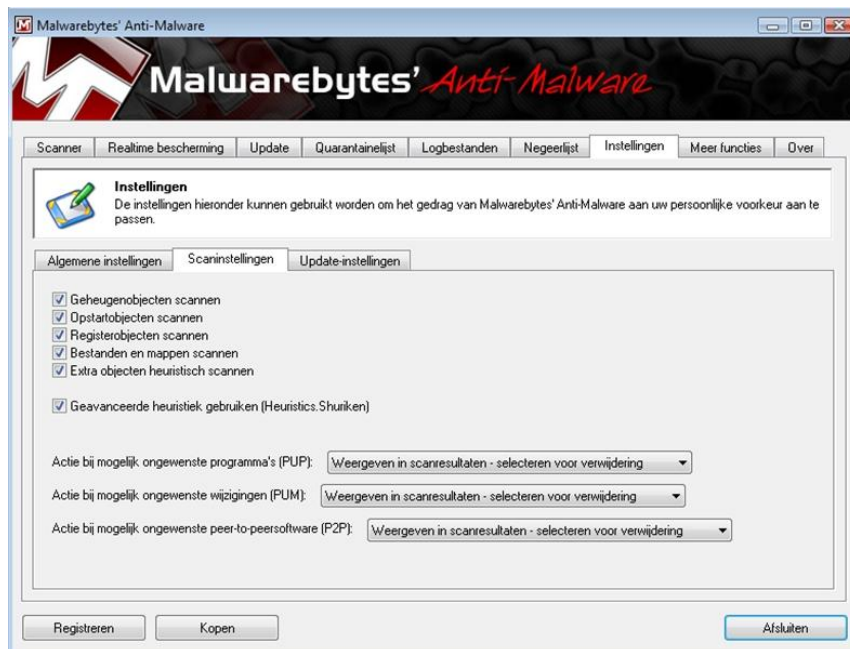 Malwarebytes' Anti-Malware
Malwarebytes' Anti-Malware
Scanner
Realtime bescherming
Update
Quarantainelijst
Logbestanden
Negeerlijst
Instellingen
Meer functies
Over
Instellingen
De instellingen hieronder kunnen gebruikt worden om het gedrag van Malwarebytes' Anti-Malware aan uw persoonlijke voorkeur aan te
passen.
Algemene instellingen
Scaninstellingen
Update-instellingen
Geheugenobjecten scannen
Opstartobjecten scannen
Registerobjecten scannen
Bestanden en mappen scannen
Extra objecten heuristisch scannen
Geavanceerde heuristiek gebruiken (Heuristics.Shuriken)
Actie bij mogelijk ongewenste programma's (PUP): Weergeven in scanresultaten - selecteren voor verwijdering
Actie bij mogelijk ongewenste wijzigingen (PUM): Weergeven in scanresultaten - selecteren voor verwijdering
Actie bij mogelijk ongewenste peer-to-peersoftware (P2P): Weergeven in scanresultaten - selecteren voor verwijdering
Registreren
Kopen
Afsluiten